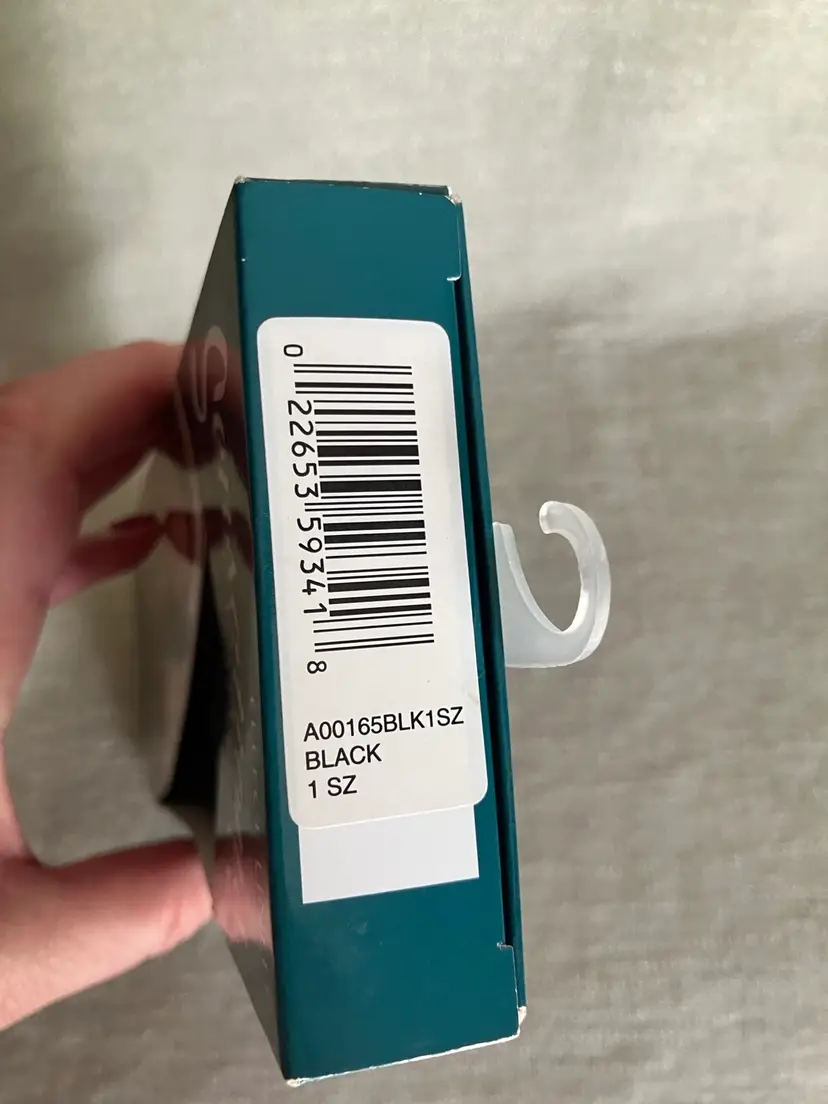 0 22653 59341 8
A00165BLK1SZ
BLACK
1 SZ